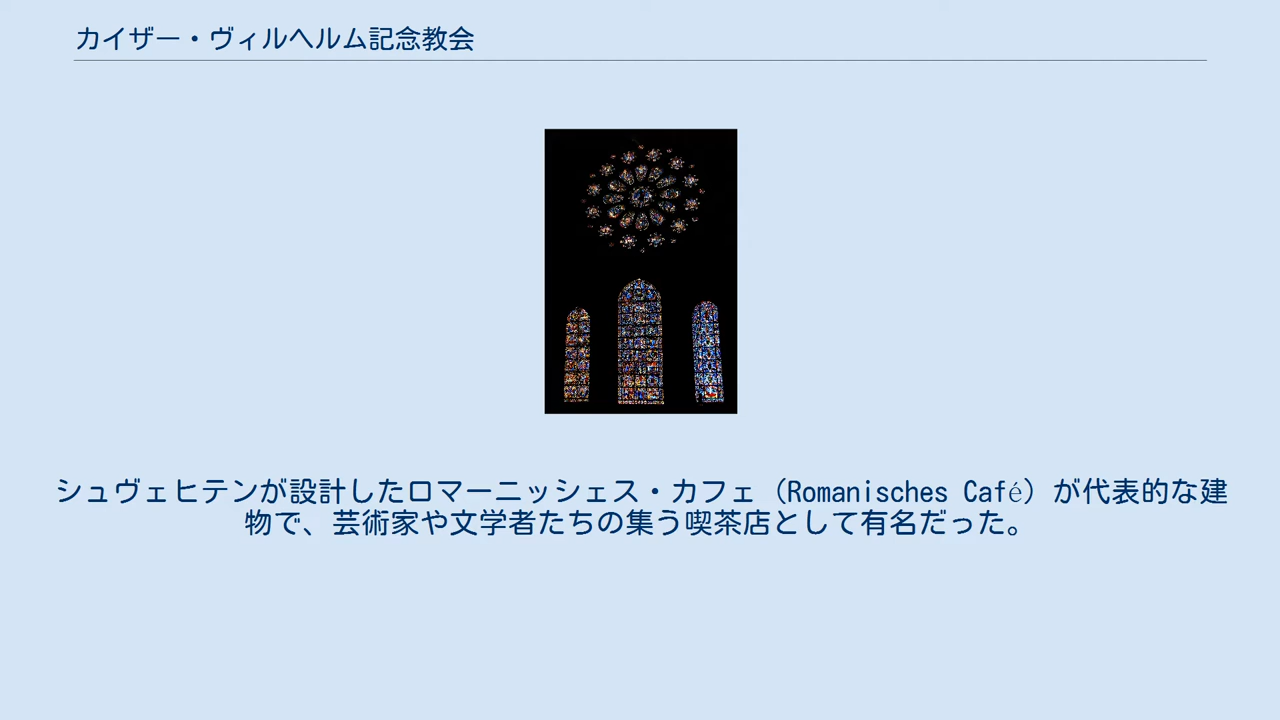 カイザー・ヴィルヘルム記念教会
シュヴェヒテンが設計したロマーニッシェス・カフェ（Romanisches Café）が代表的な建
物で、芸術家や文学者たちの集う喫茶店として有名だった。